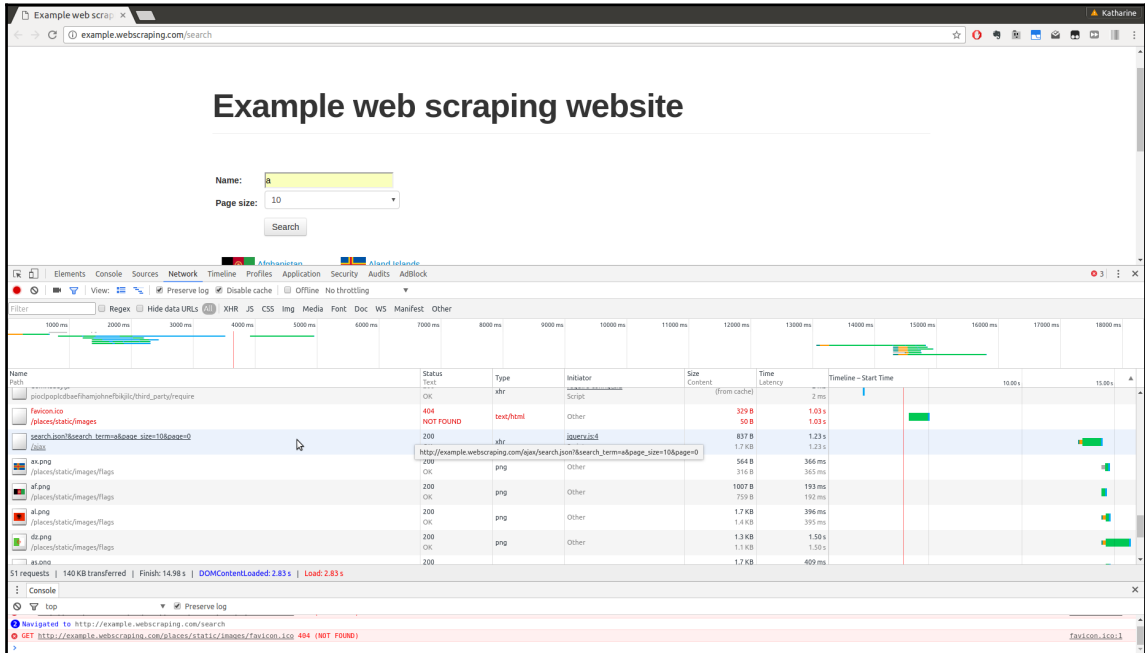 Example web scrap ×
Katharine
example.webscraping.com/search
Example web scraping website
Name: a
Page size: 10
Search
Afghanistan Aland Islands
Elements Console Sources Network Timeline Profiles Application Security Audits AdBlock 3
View: Preserve log Disable cache Offline No throttling
Filter Regex Hide data URLs All XHR JS CSS Img Media Font Doc WS Manifest Other
1000 ms 2000 ms 3000 ms 4000 ms 5000 ms 6000 ms 7000 ms 8000 ms 9000 ms 10000 ms 11000 ms 12000 ms 13000 ms 14000 ms 15000 ms 16000 ms 17000 ms 18000 ms
Name Status Type Initiator Size Time Timeline – Start Time
Path Text Content Latency 10.00 s 15.00 s
xhr (from cache)
pioclpoplcdbaefihamjohnefbikjilc/third_party/require OK Script 2 ms
favicon.ico 404 text/html Other 329 B 1.03 s
/places/static/images NOT FOUND 50 B 1.03 s
search.json?&search_term=a&page_size=10&page=0 200 xhr jquery.js:4 837 B 1.23 s
/ajax 1.7 KB 1.23 s
http://example.webscraping.com/ajax/search.json?&search_term=a&page_size=10&page=0
ax.png 200 png Other 564 B 366 ms
/places/static/images/flags OK 316 B 365 ms
af.png 200 png Other 1007 B 193 ms
/places/static/images/flags OK 759 B 192 ms
al.png 200 png Other 1.7 KB 396 ms
/places/static/images/flags OK 1.4 KB 395 ms
dz.png 200 png Other 1.3 KB 1.50 s
/places/static/images/flags OK 1.1 KB 1.50 s
as.png 200 1.7 KB 409 ms
51 requests | 140 KB transferred | Finish: 14.98 s | DOMContentLoaded: 2.83 s | Load: 2.83 s
Console
top Preserve log
2 Navigated to http://example.webscraping.com/search
GET http://example.webscraping.com/places/static/images/favicon.ico 404 (NOT FOUND) favicon.ico:1